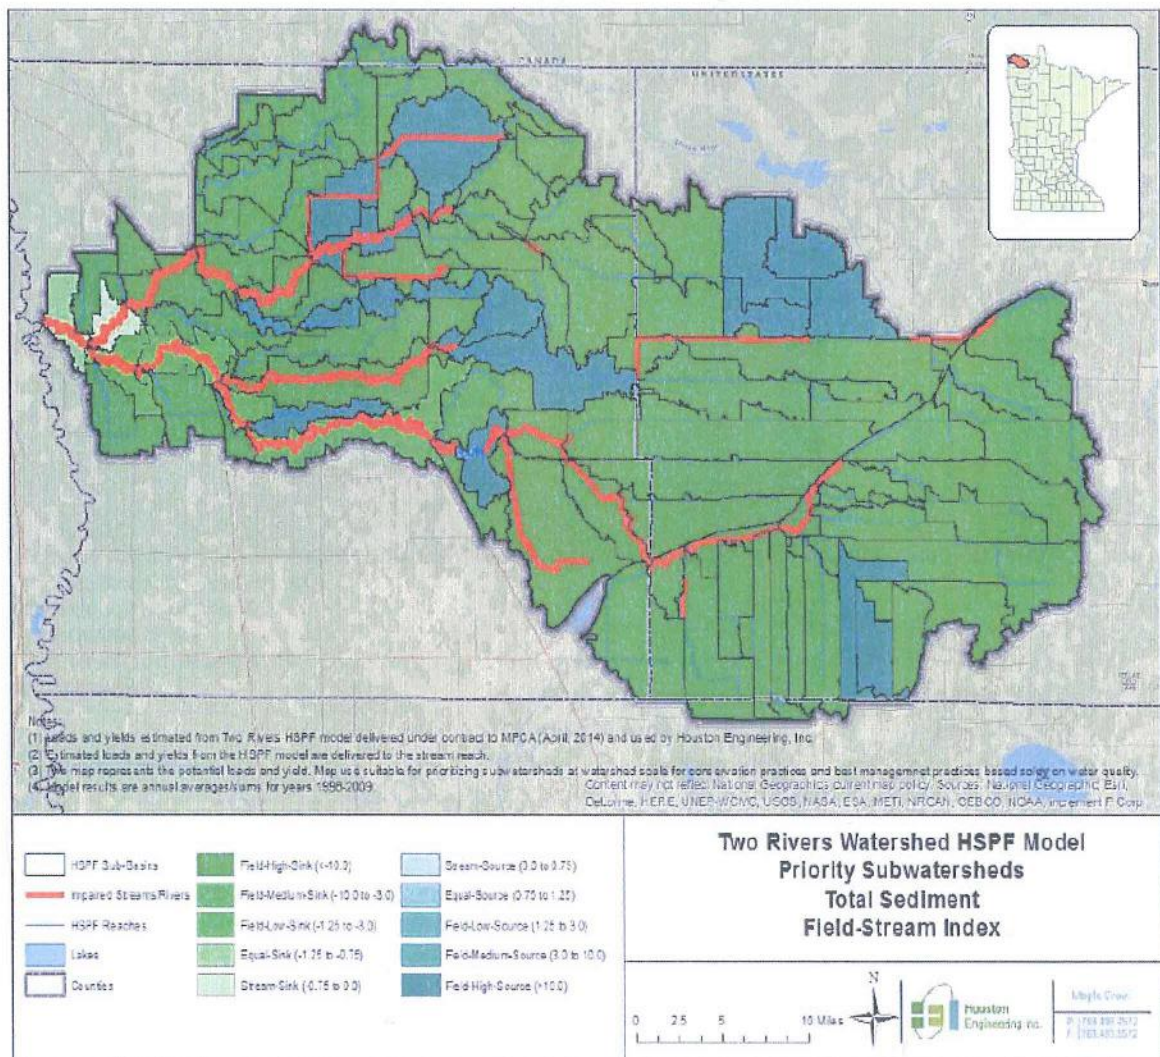 CANADA
UNITED STATES
Notes:
(1) Loads and yields estimated from Two Rivers HSPF model delivered under contract to MPCA (April, 2014) and used by Houston Engineering, Inc.
(2) Estimated loads and yields from the HSPF model are delivered to the stream reach.
(3) The map represents the potential loads and yield. Map use suitable for prioritizing subwatersheds at watershed scale for conservation practices and best managemnet practices based soley on water quality.
(4) Model results are annual averages/sums for years 1996-2009.
Content may not reflect National Geographic's current map policy. Sources: National Geographic, Esri,
DeLorme, HERE, UNEP-WCMC, USGS, NASA, ESA, METI, NRCAN, GEBCO, NOAA, increment P Corp.
HSPF Sub-Basins
Impaired Streams/Rivers
HSPF Reaches
Lakes
Counties
Field-High-Sink (<-10.0)
Field-Medium-Sink (-10.0 to -3.0)
Field-Low-Sink (-1.25 to -3.0)
Equal-Sink (-1.25 to -0.75)
Stream-Sink (-0.75 to 0.0)
Stream-Source (0.0 to 0.75)
Equal-Source (0.75 to 1.25)
Field-Low-Source (1.25 to 3.0)
Field-Medium-Source (3.0 to 10.0)
Field-High-Source (>10.0)
Two Rivers Watershed HSPF Model
Priority Subwatersheds
Total Sediment
Field-Stream Index
N
0 2.5 5 10 Miles
Houston
Engineering Inc.
Maple Grove